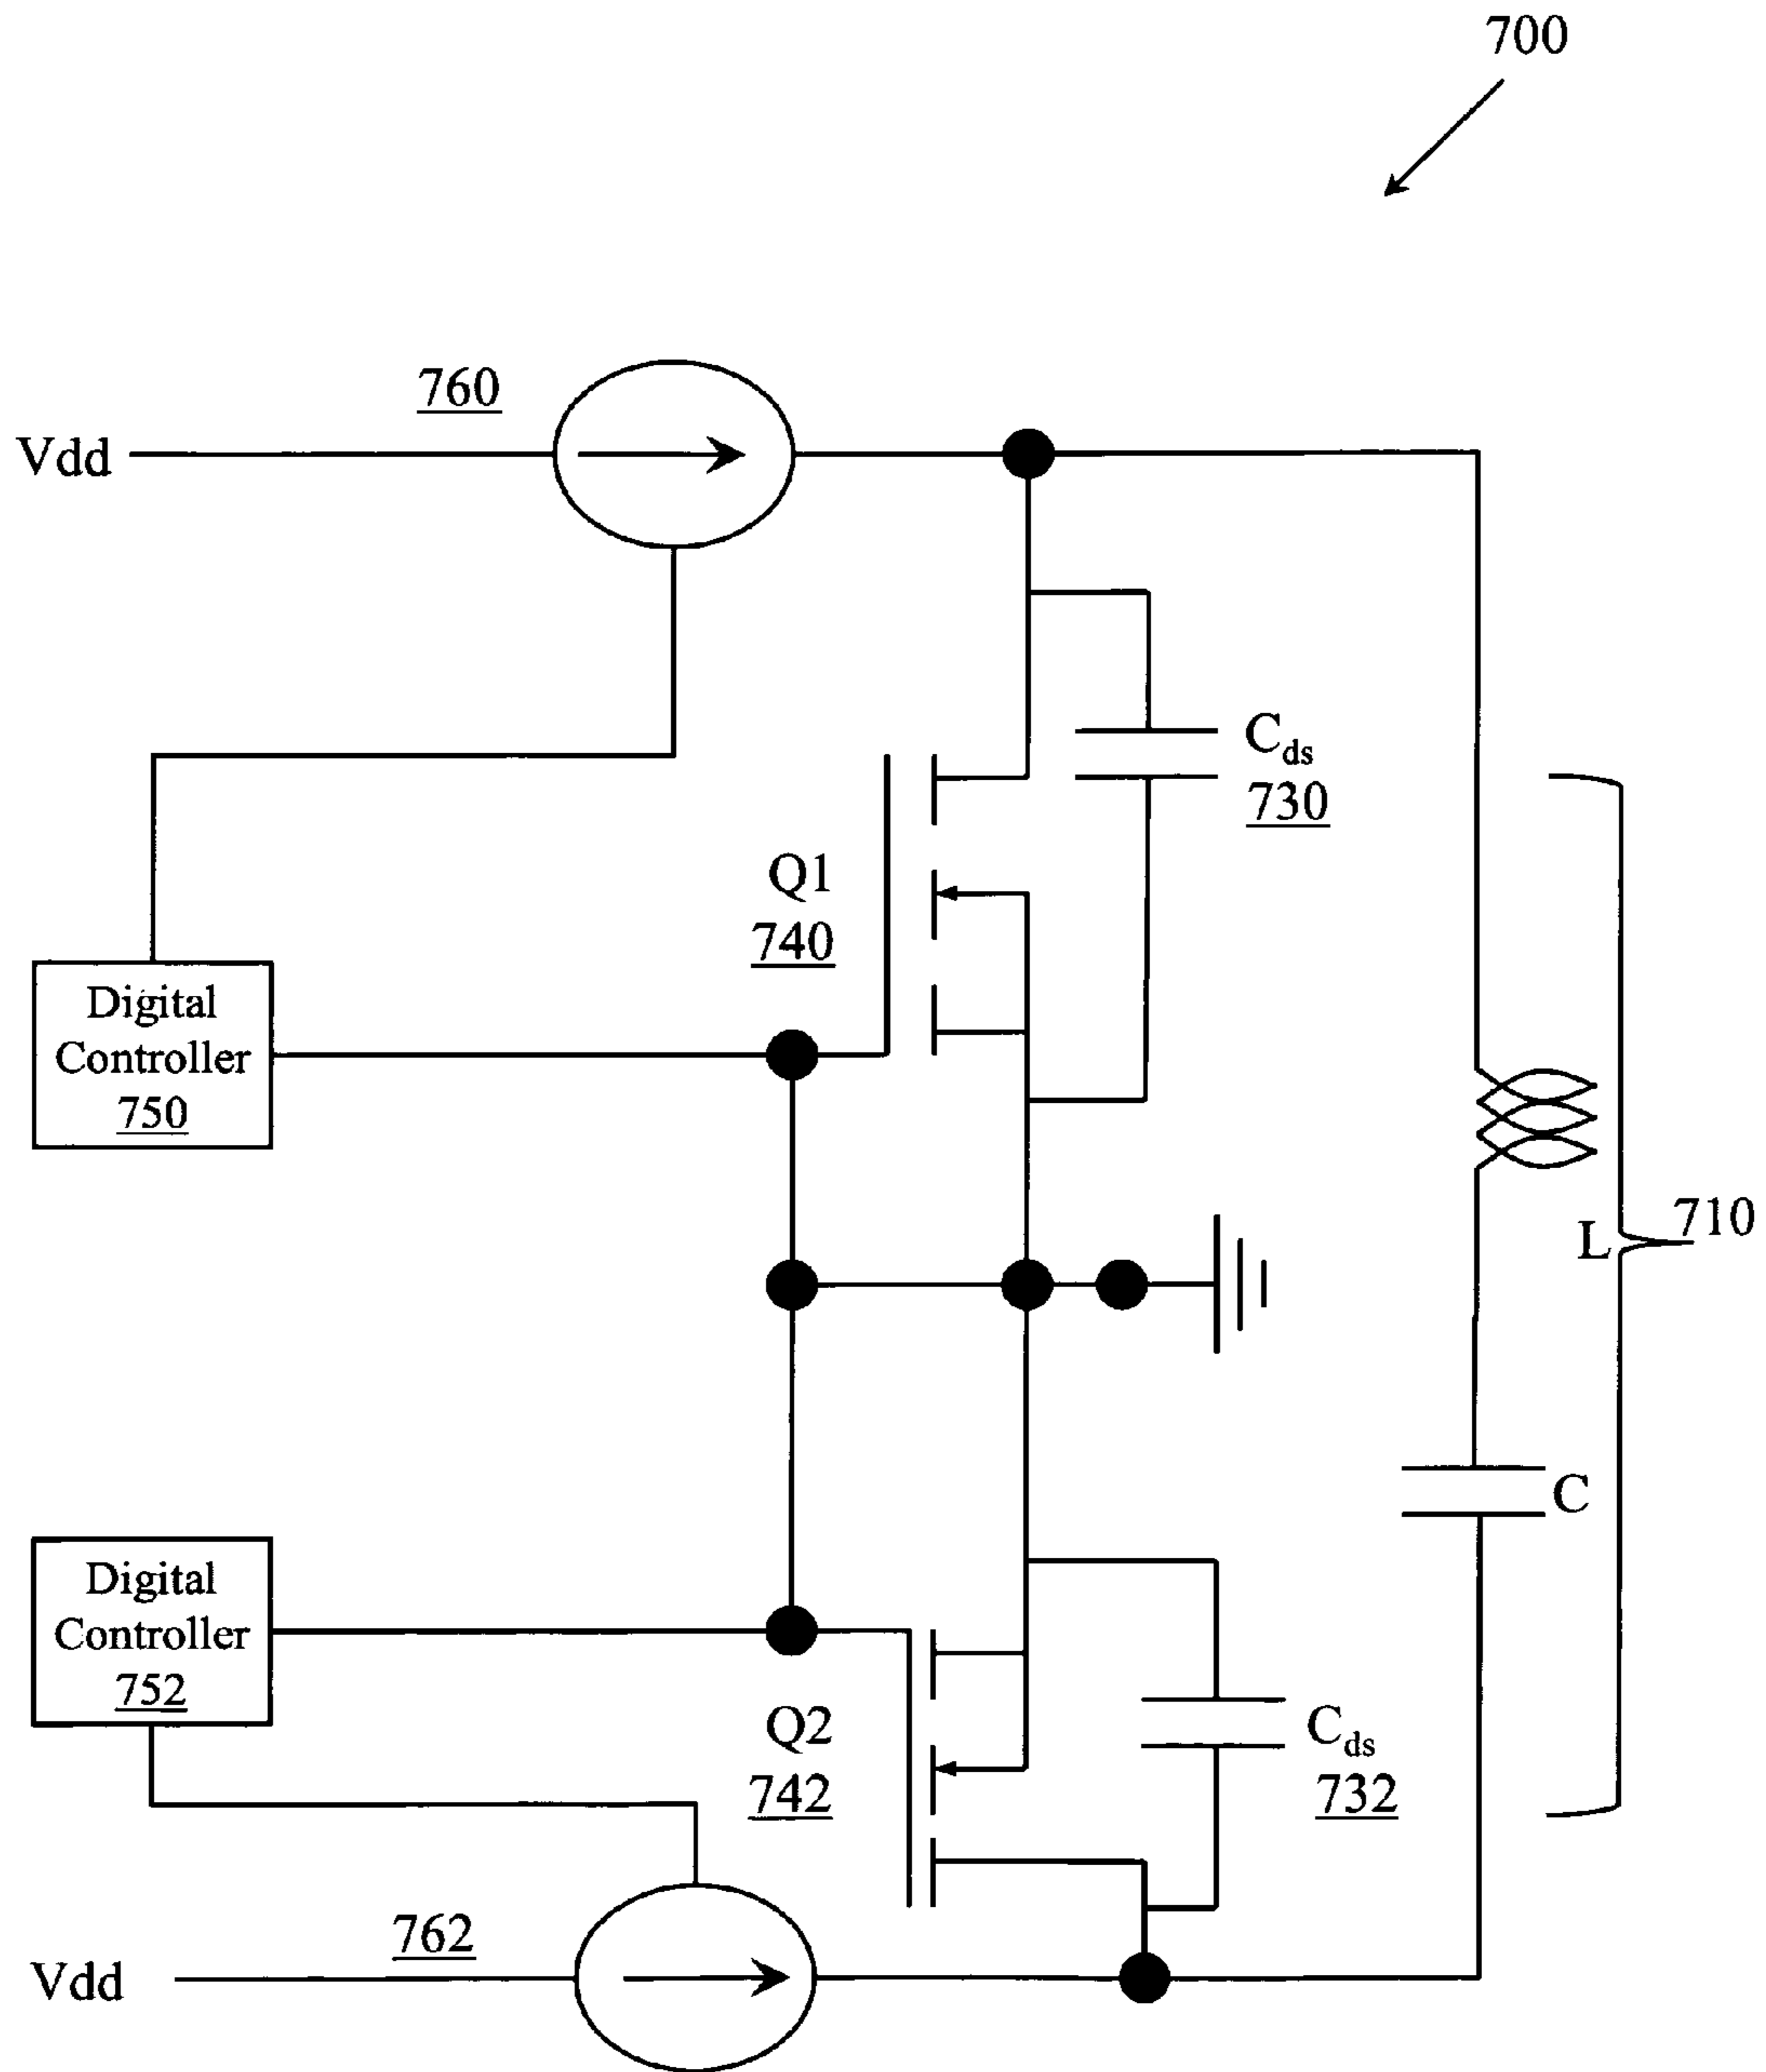 700
760
Vdd
Cds
730
Q1
740
Digital
Controller
750
710
L
C
Digital
Controller
752
Q2
742
Cds
732
762
Vdd